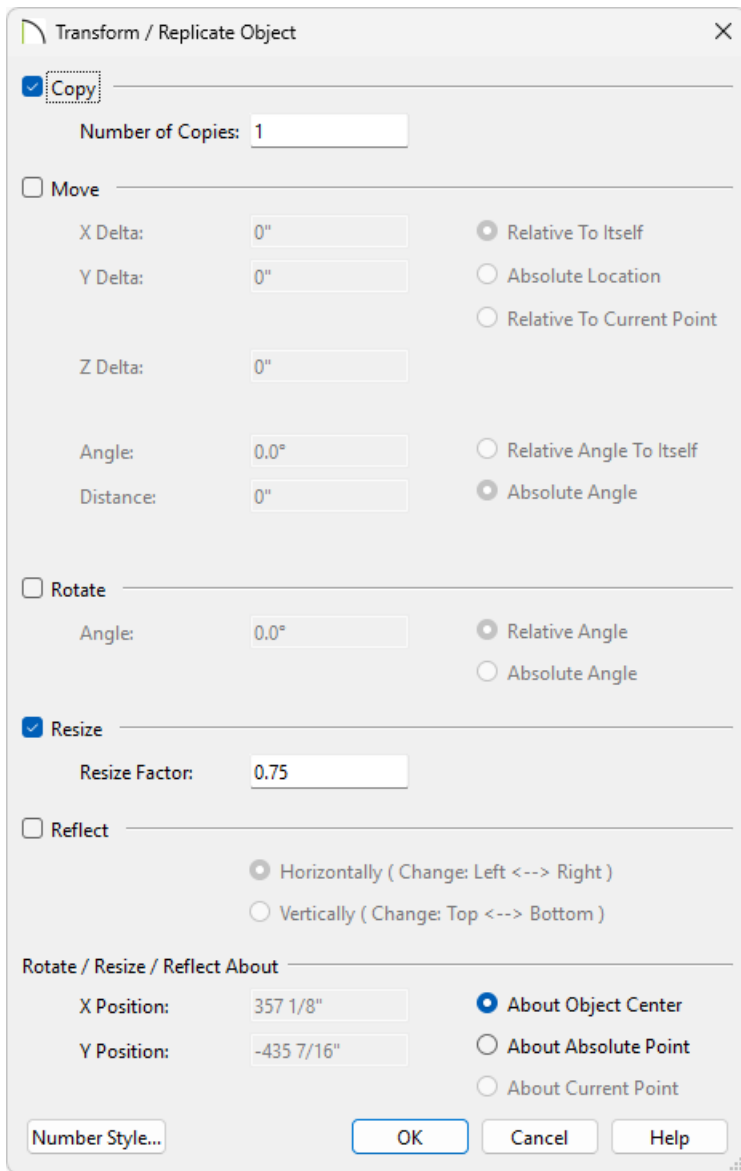 Transform / Replicate Object
Copy
Number of Copies: 1
Move
X Delta: 0" Relative To Itself
Y Delta: 0" Absolute Location
Relative To Current Point
Z Delta: 0"
Angle: 0.0° Relative Angle To Itself
Distance: 0" Absolute Angle
Rotate
Angle: 0.0° Relative Angle
Absolute Angle
Resize
Resize Factor: 0.75
Reflect
Horizontally ( Change: Left <--> Right )
Vertically ( Change: Top <--> Bottom )
Rotate / Resize / Reflect About
X Position: 357 1/8" About Object Center
Y Position: -435 7/16" About Absolute Point
About Current Point
Number Style... OK Cancel Help